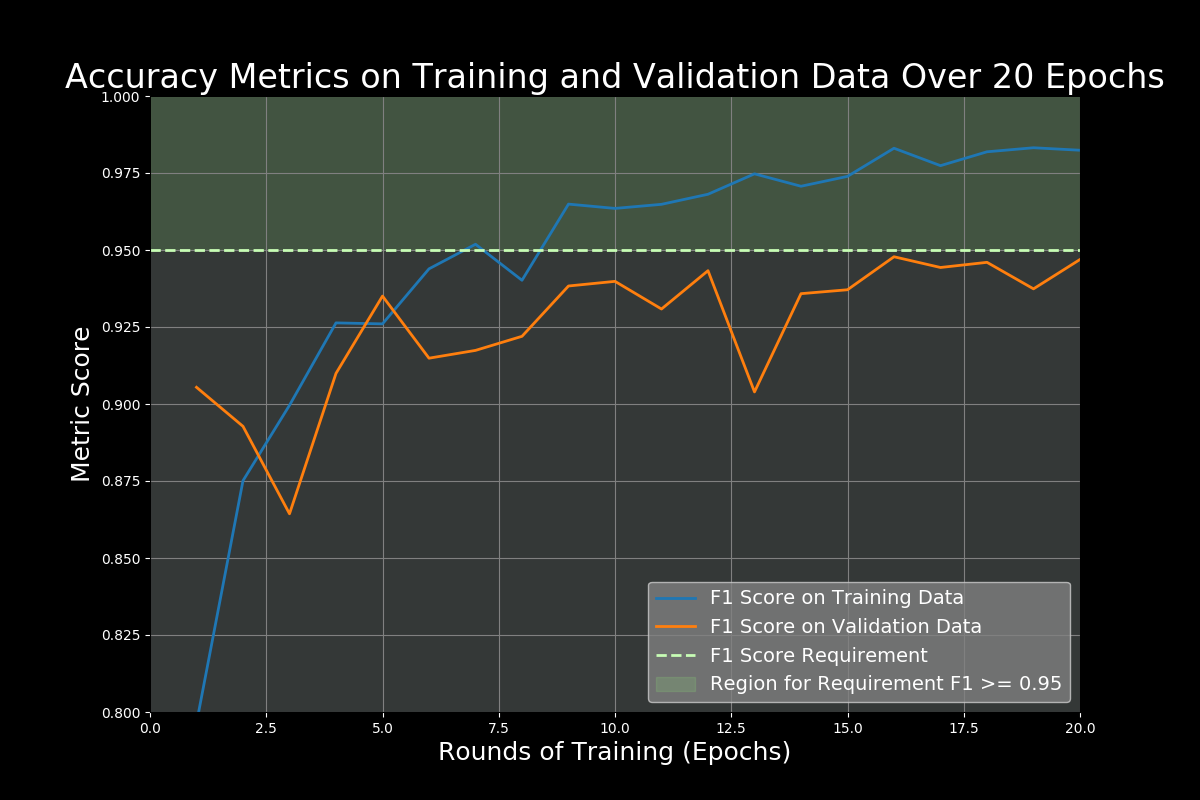 Accuracy Metrics on Training and Validation Data Over 20 Epochs
1.000
0.975
0.950
0.925
0.900
0.875
0.850
0.825
0.800
Metric Score
F1 Score on Training Data
F1 Score on Validation Data
F1 Score Requirement
Region for Requirement F1 >= 0.95
0.0 2.5 5.0 7.5 10.0 12.5 15.0 17.5 20.0
Rounds of Training (Epochs)